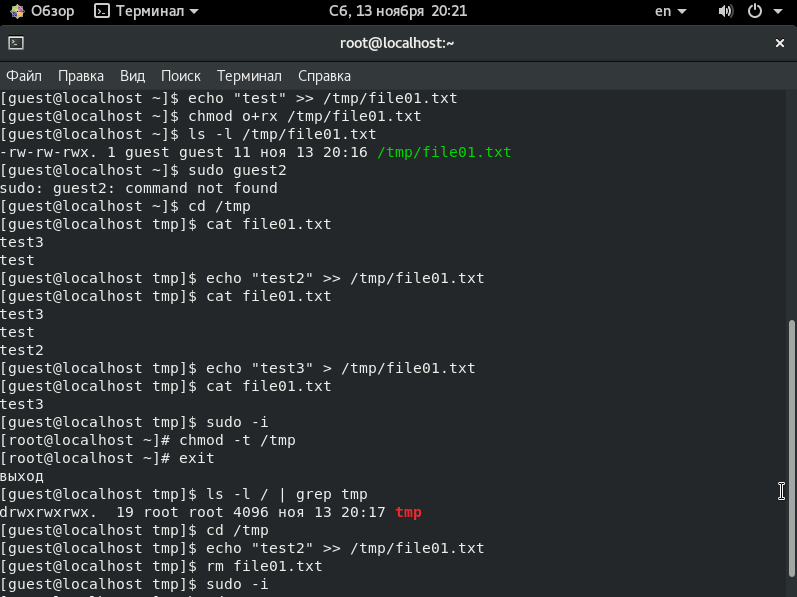 Обзор Терминал Сб, 13 ноября 20:21 en
root@localhost:~
Файл Правка Вид Поиск Терминал Справка
[guest@localhost ~]$ echo "test" >> /tmp/file01.txt
[guest@localhost ~]$ chmod o+rx /tmp/file01.txt
[guest@localhost ~]$ ls -l /tmp/file01.txt
-rw-rw-rwx. 1 guest guest 11 ноя 13 20:16 /tmp/file01.txt
[guest@localhost ~]$ sudo guest2
sudo: guest2: command not found
[guest@localhost ~]$ cd /tmp
[guest@localhost tmp]$ cat file01.txt
test3
test
[guest@localhost tmp]$ echo "test2" >> /tmp/file01.txt
[guest@localhost tmp]$ cat file01.txt
test3
test
test2
[guest@localhost tmp]$ echo "test3" > /tmp/file01.txt
[guest@localhost tmp]$ cat file01.txt
test3
[guest@localhost tmp]$ sudo -i
[root@localhost ~]# chmod -t /tmp
[root@localhost ~]# exit
выход
[guest@localhost tmp]$ ls -l / | grep tmp
drwxrwxrwx.  19 root root 4096 ноя 13 20:17 tmp
[guest@localhost tmp]$ cd /tmp
[guest@localhost tmp]$ echo "test2" >> /tmp/file01.txt
[guest@localhost tmp]$ rm file01.txt
[guest@localhost tmp]$ sudo -i